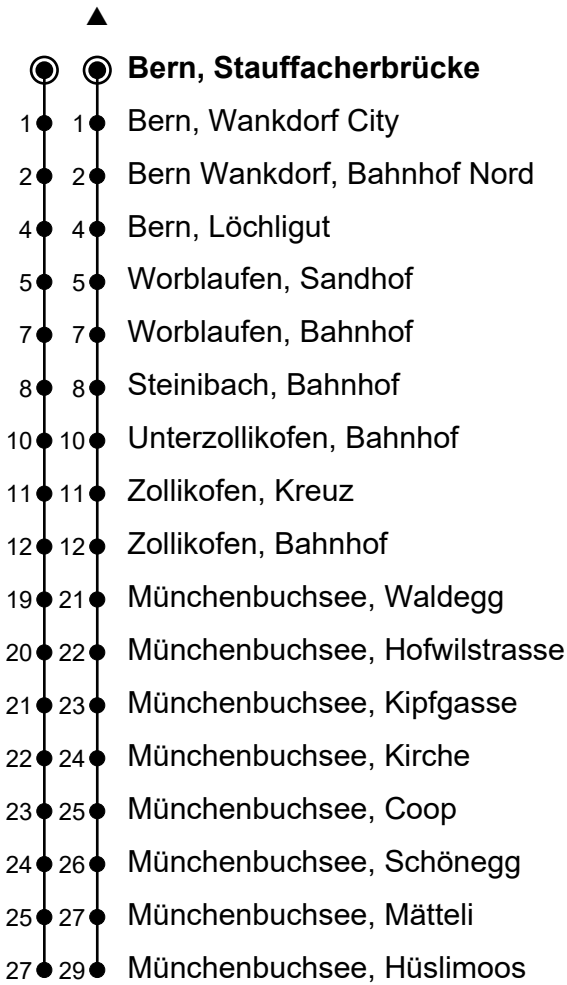 ▲
Bern, Stauffacherbrücke
1 1 Bern, Wankdorf City
2 2 Bern Wankdorf, Bahnhof Nord
4 4 Bern, Löchligut
5 5 Worblaufen, Sandhof
7 7 Worblaufen, Bahnhof
8 8 Steinibach, Bahnhof
10 10 Unterzollikofen, Bahnhof
11 11 Zollikofen, Kreuz
12 12 Zollikofen, Bahnhof
19 21 Münchenbuchsee, Waldegg
20 22 Münchenbuchsee, Hofwilstrasse
21 23 Münchenbuchsee, Kipfgasse
22 24 Münchenbuchsee, Kirche
23 25 Münchenbuchsee, Coop
24 26 Münchenbuchsee, Schönegg
25 27 Münchenbuchsee, Mätteli
27 29 Münchenbuchsee, Hüslimoos